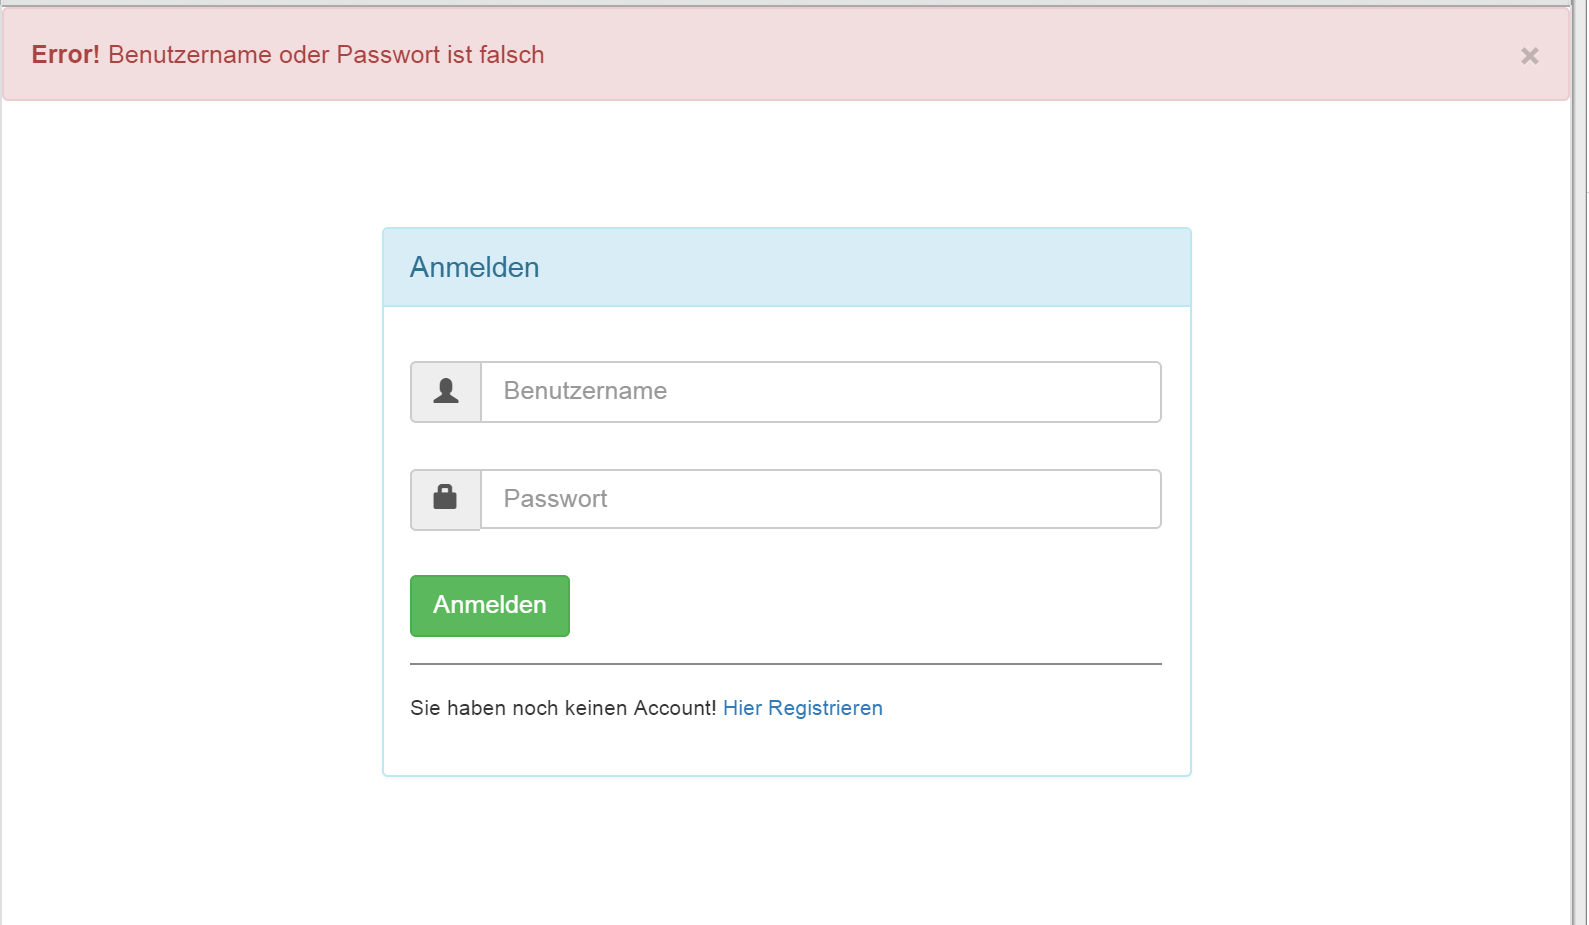 Error! Benutzername oder Passwort ist falsch ×
Anmelden
Benutzername
Passwort
Anmelden
Sie haben noch keinen Account! Hier Registrieren